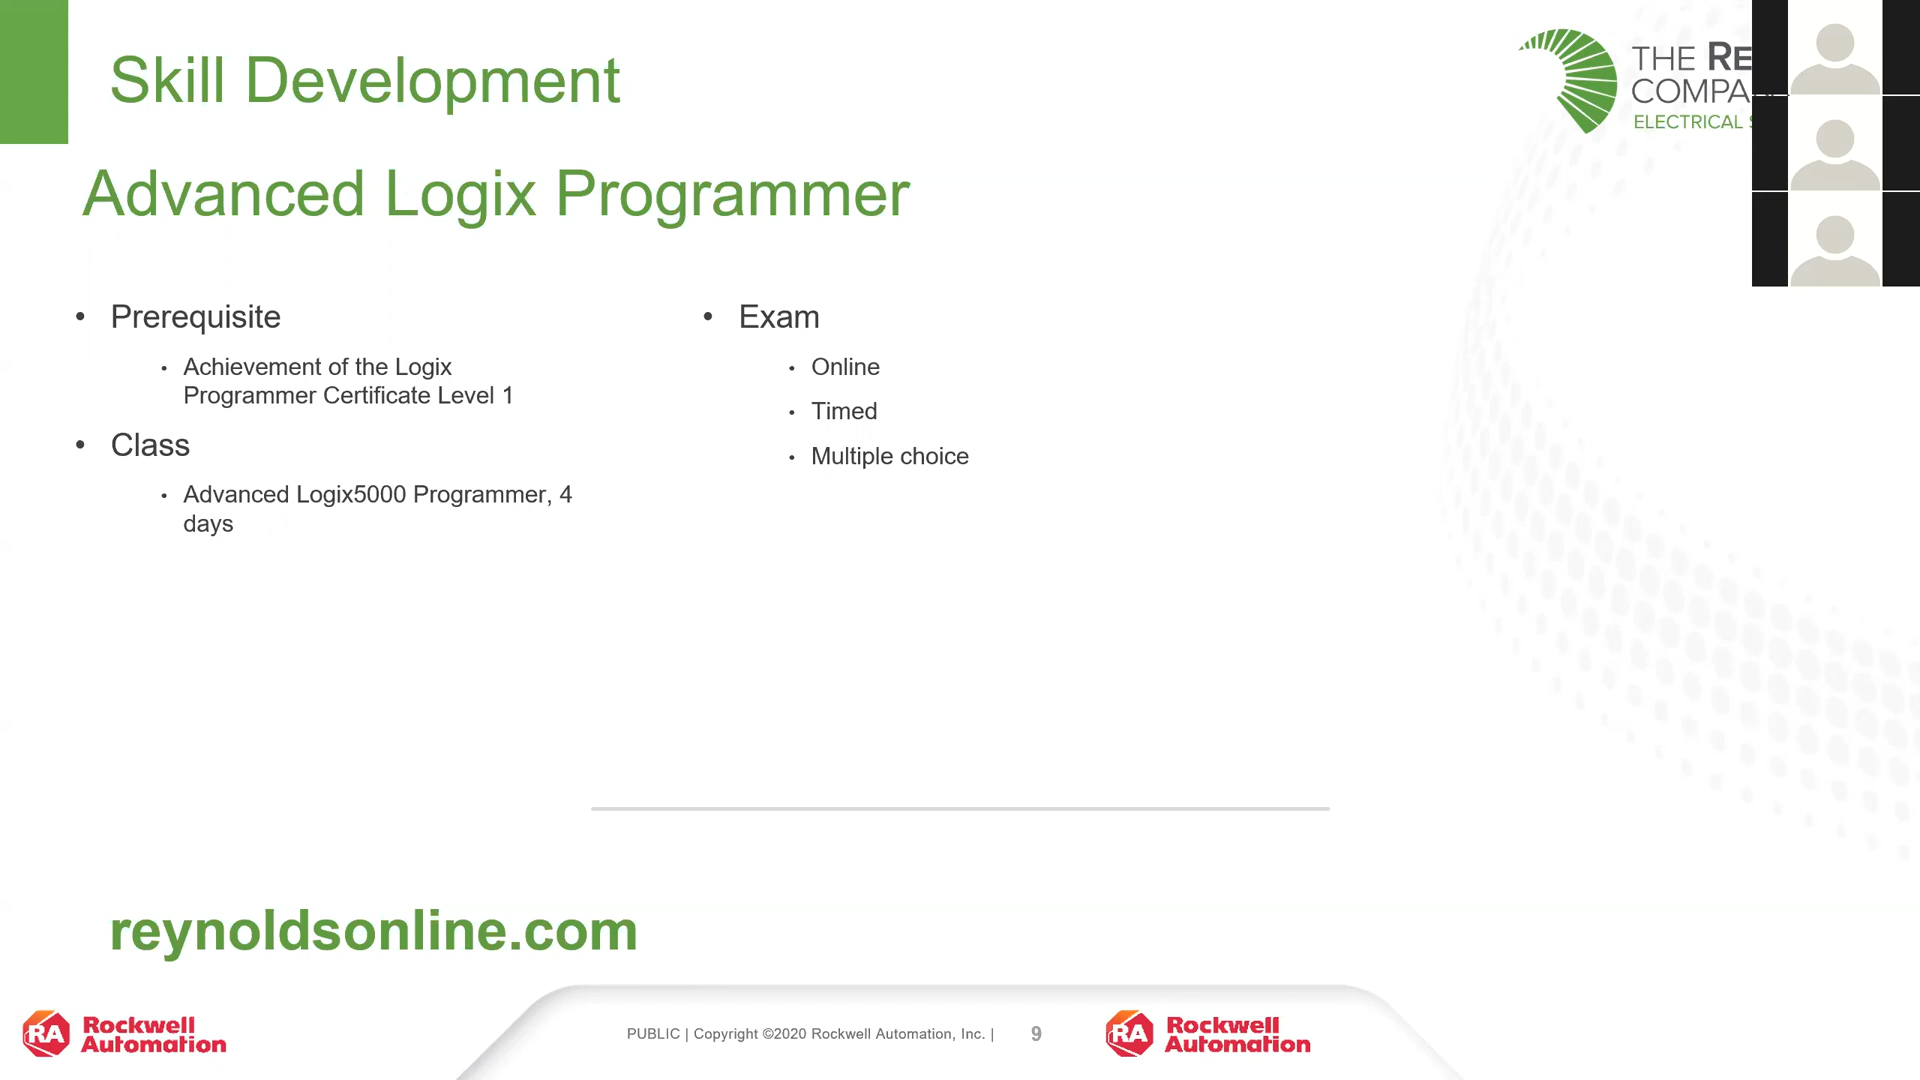 Skill Development
THE RE
COMPA
ELECTRICAL
Advanced Logix Programmer
• Prerequisite
• Achievement of the Logix
Programmer Certificate Level 1
• Class
• Advanced Logix5000 Programmer, 4
days
• Exam
• Online
• Timed
• Multiple choice
reynoldsonline.com
RA Rockwell
Automation
PUBLIC | Copyright ©2020 Rockwell Automation, Inc. | 9
RA Rockwell
Automation